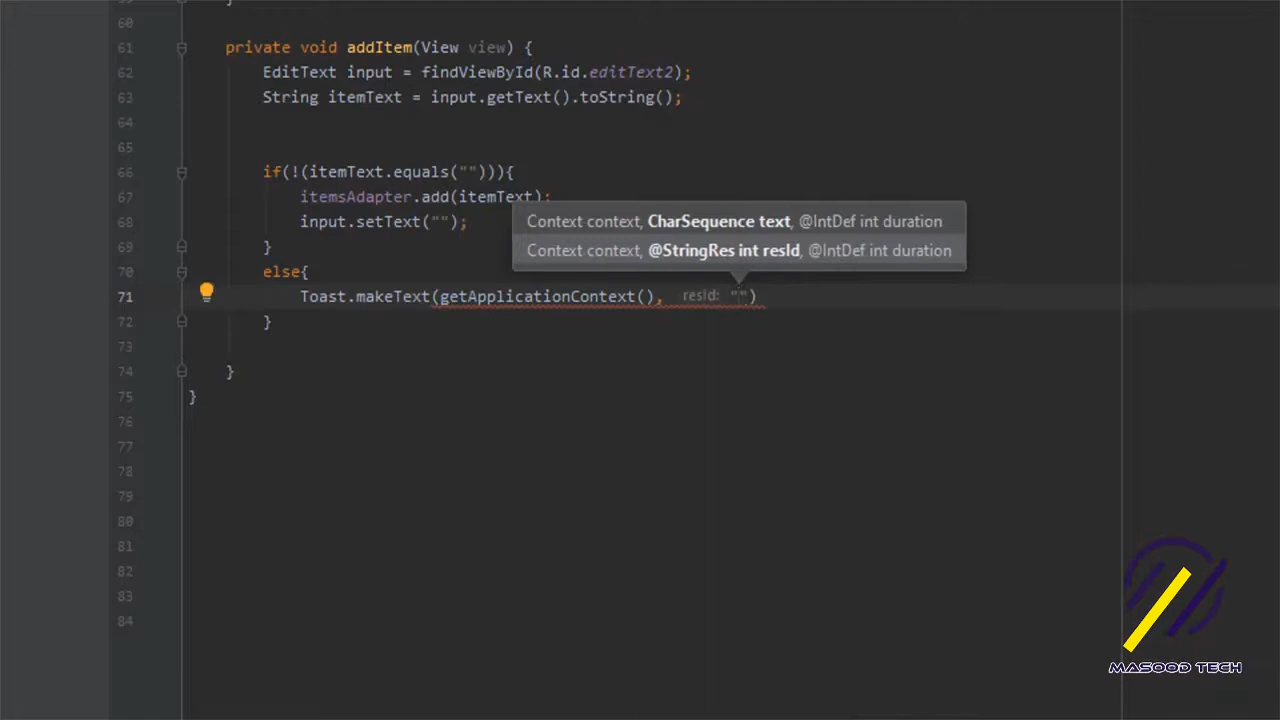 59 }
60
61 private void addItem(View view) {
62 EditText input = findViewById(R.id.editText2);
63 String itemText = input.getText().toString();
64
65
66 if(!(itemText.equals(""))){
67 itemsAdapter.add(itemText);
68 input.setText("");
Context context, CharSequence text, @IntDef int duration
69 }
Context context, @StringRes int resId, @IntDef int duration
70 else{
71 Toast.makeText(getApplicationContext(), resId: "")
72 }
73
74 }
75 }
76
77
78
79
80
81
82
83
84
MASOOD TECH